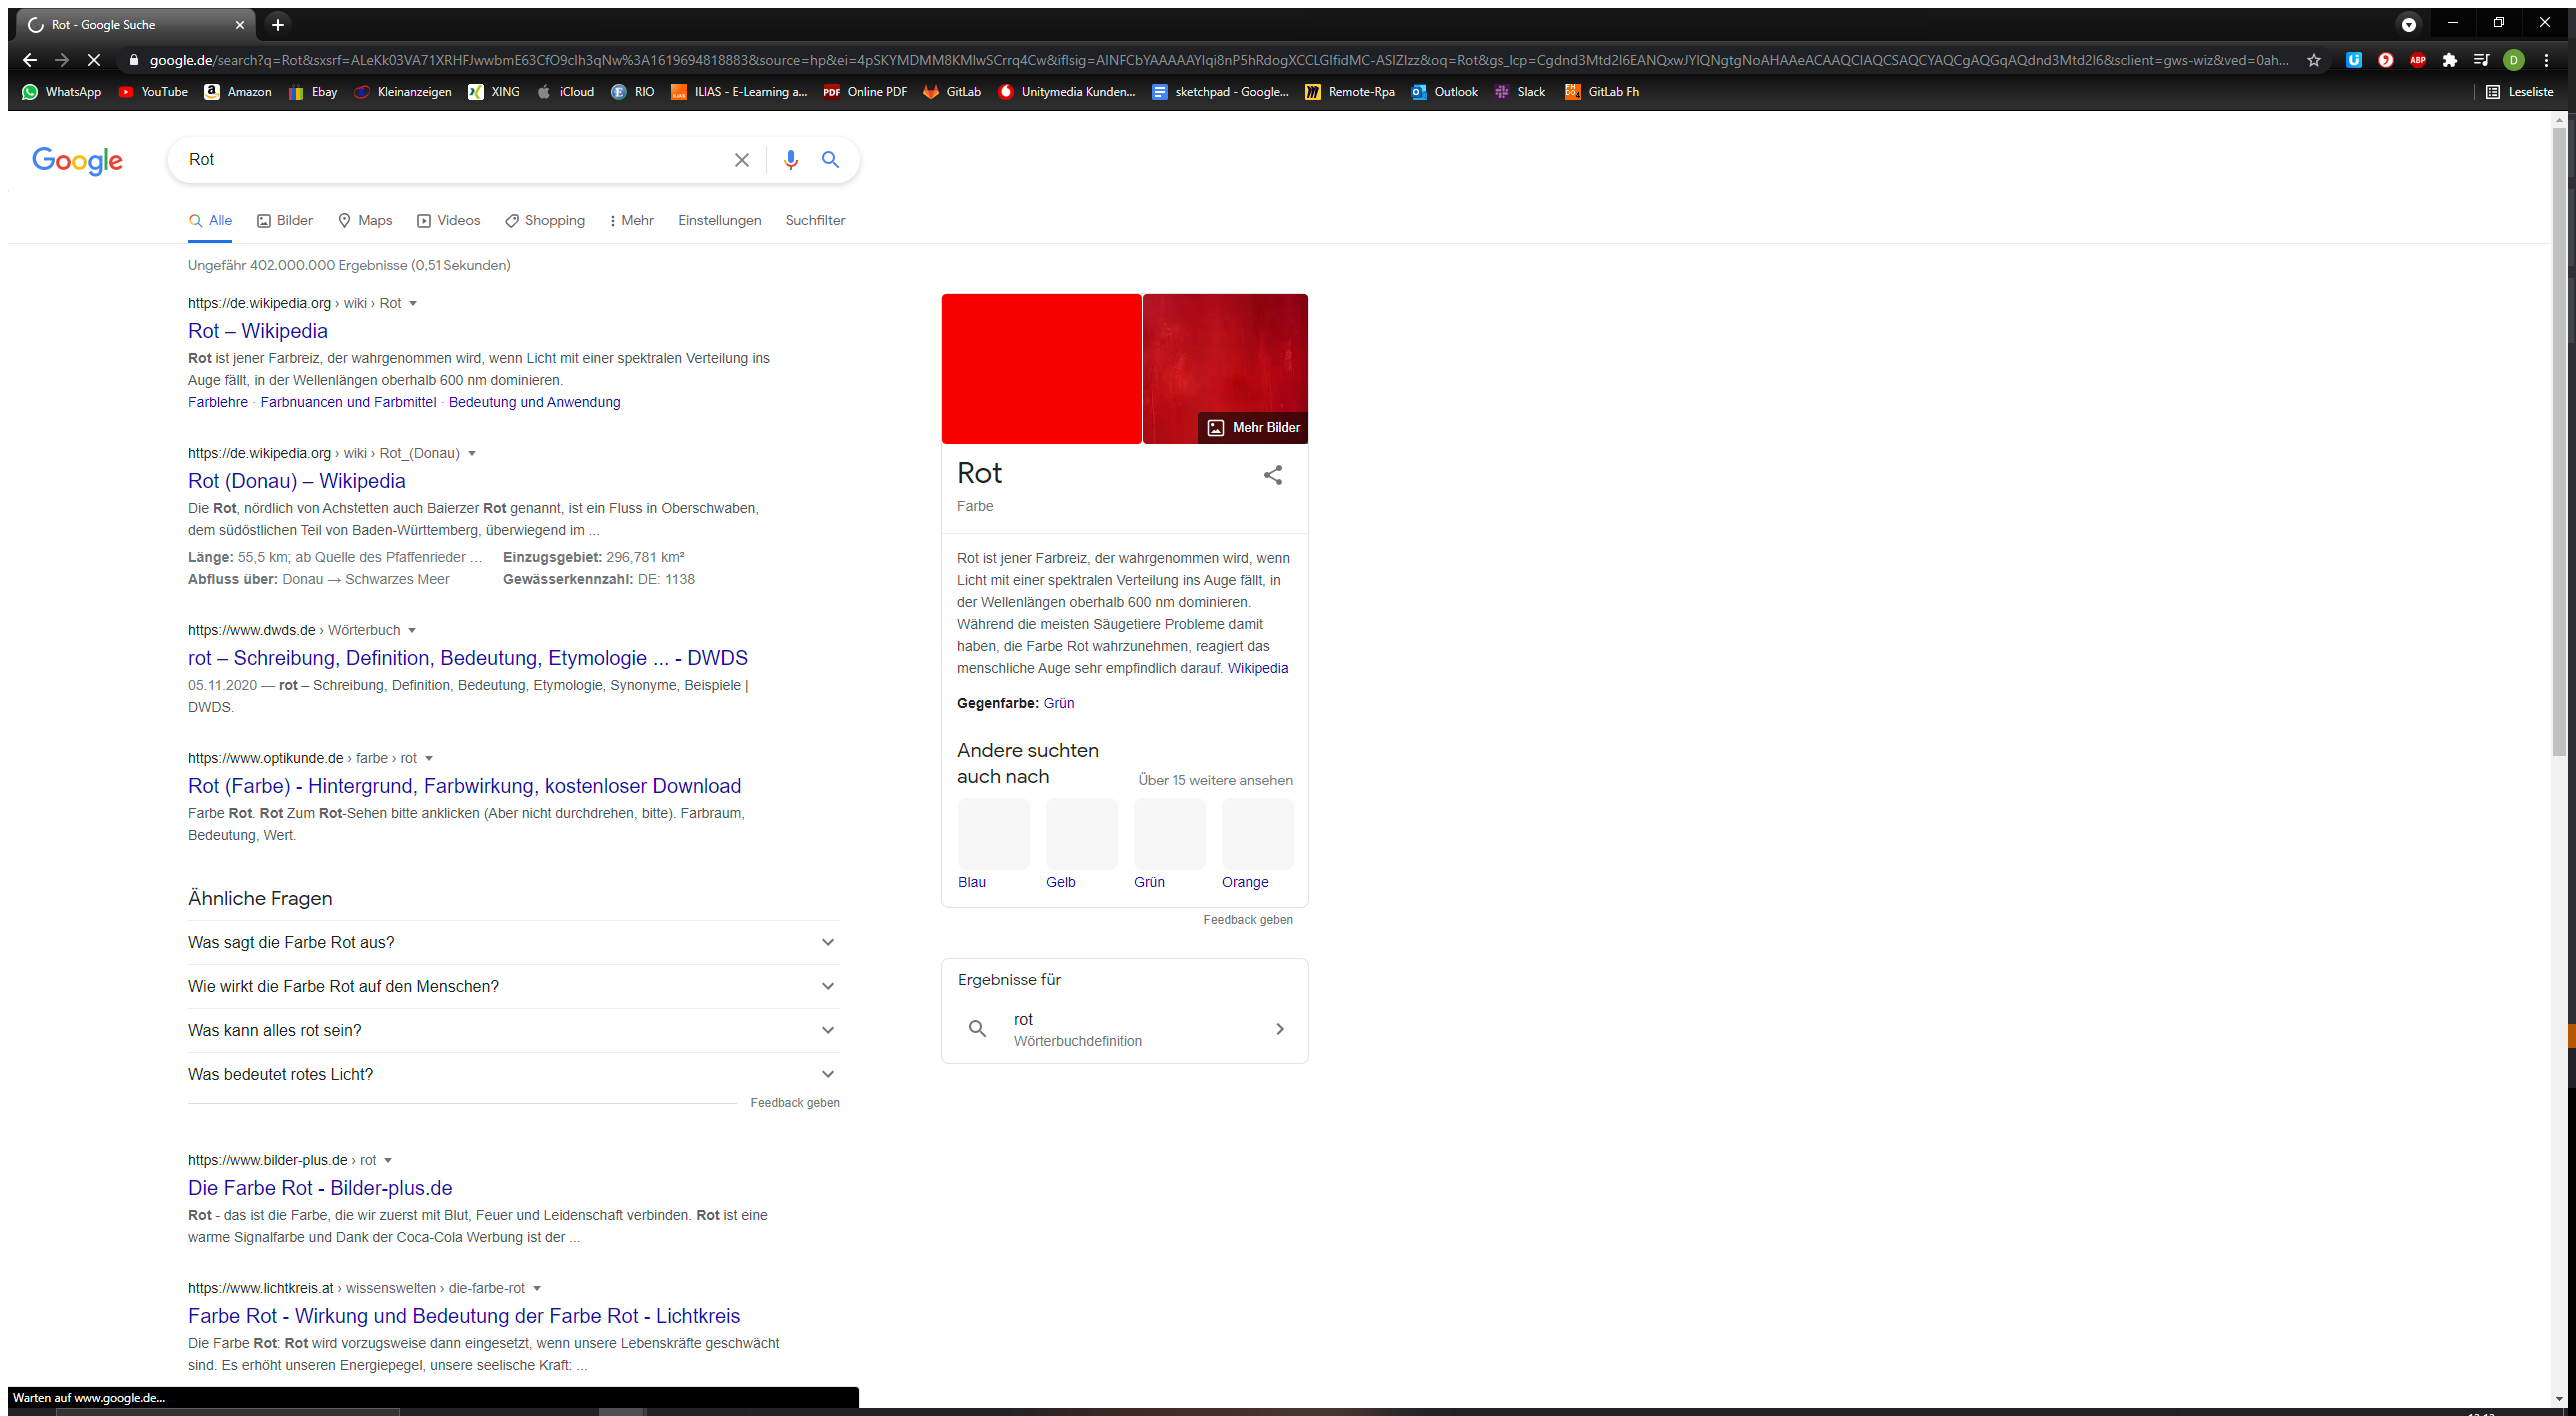 Rot - Google Suche
google.de/search?q=Rot&sxsrf=ALeKk03VA71XRHFJwwbmE63CfO9cIh3qNw%3A1619694818883&source=hp&ei=4pSKYMDMM8KMlwSCrrq4Cw&iflsig=AINFCbYAAAAAYIqi8nP5hRdogXCCLGIfidMC-ASIZIzz&oq=Rot&gs_lcp=Cgdnd3Mtd2l6EANQxwJYlQNgtgNoAHAAeACAAQCIAQCSAQCYAQCgAQGqAQdnd3Mtd2l6&sclient=gws-wiz&ved=0ah...
WhatsApp YouTube Amazon Ebay Kleinanzeigen XING iCloud RIO ILIAS - E-Learning a... Online PDF GitLab Unitymedia Kunden... sketchpad - Google... Remote-Rpa Outlook Slack GitLab Fh Leseliste
Google Rot
Alle Bilder Maps Videos Shopping Mehr Einstellungen Suchfilter
Ungefähr 402.000.000 Ergebnisse (0,51 Sekunden)
https://de.wikipedia.org › wiki › Rot
Rot – Wikipedia
Rot ist jener Farbreiz, der wahrgenommen wird, wenn Licht mit einer spektralen Verteilung ins
Auge fällt, in der Wellenlängen oberhalb 600 nm dominieren.
Farblehre · Farbnuancen und Farbmittel · Bedeutung und Anwendung
https://de.wikipedia.org › wiki › Rot_(Donau)
Rot (Donau) – Wikipedia
Die Rot, nördlich von Achstetten auch Baierzer Rot genannt, ist ein Fluss in Oberschwaben,
dem südöstlichen Teil von Baden-Württemberg, überwiegend im ...
Länge: 55,5 km; ab Quelle des Pfaffenrieder ... Einzugsgebiet: 296,781 km²
Abfluss über: Donau → Schwarzes Meer Gewässerkennzahl: DE: 1138
https://www.dwds.de › Wörterbuch
rot – Schreibung, Definition, Bedeutung, Etymologie ... - DWDS
05.11.2020 — rot – Schreibung, Definition, Bedeutung, Etymologie, Synonyme, Beispiele |
DWDS.
https://www.optikunde.de › farbe › rot
Rot (Farbe) - Hintergrund, Farbwirkung, kostenloser Download
Farbe Rot. Rot Zum Rot-Sehen bitte anklicken (Aber nicht durchdrehen, bitte). Farbraum,
Bedeutung, Wert.
Ähnliche Fragen
Was sagt die Farbe Rot aus?
Wie wirkt die Farbe Rot auf den Menschen?
Was kann alles rot sein?
Was bedeutet rotes Licht?
Feedback geben
https://www.bilder-plus.de › rot
Die Farbe Rot - Bilder-plus.de
Rot - das ist die Farbe, die wir zuerst mit Blut, Feuer und Leidenschaft verbinden. Rot ist eine
warme Signalfarbe und Dank der Coca-Cola Werbung ist der ...
https://www.lichtkreis.at › wissenswelten › die-farbe-rot
Farbe Rot - Wirkung und Bedeutung der Farbe Rot - Lichtkreis
Die Farbe Rot: Rot wird vorzugsweise dann eingesetzt, wenn unsere Lebenskräfte geschwächt
sind. Es erhöht unseren Energiepegel, unsere seelische Kraft: ...
Mehr Bilder
Rot
Farbe
Rot ist jener Farbreiz, der wahrgenommen wird, wenn
Licht mit einer spektralen Verteilung ins Auge fällt, in
der Wellenlängen oberhalb 600 nm dominieren.
Während die meisten Säugetiere Probleme damit
haben, die Farbe Rot wahrzunehmen, reagiert das
menschliche Auge sehr empfindlich darauf. Wikipedia
Gegenfarbe: Grün
Andere suchten
auch nach
Über 15 weitere ansehen
Blau Gelb Grün Orange
Feedback geben
Ergebnisse für
rot
Wörterbuchdefinition
Warten auf www.google.de...